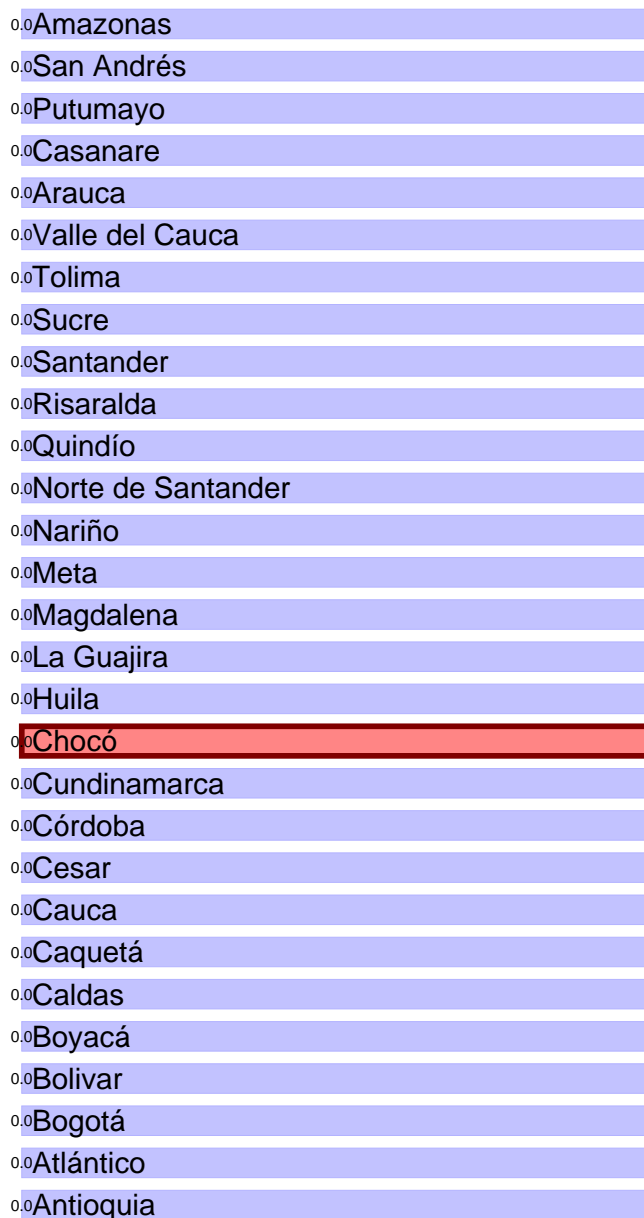 0.0Amazonas
0.0San Andrés
0.0Putumayo
0.0Casanare
0.0Arauca
0.0Valle del Cauca
0.0Tolima
0.0Sucre
0.0Santander
0.0Risaralda
0.0Quindío
0.0Norte de Santander
0.0Nariño
0.0Meta
0.0Magdalena
0.0La Guajira
0.0Huila
0.0Chocó
0.0Cundinamarca
0.0Córdoba
0.0Cesar
0.0Cauca
0.0Caquetá
0.0Caldas
0.0Boyacá
0.0Bolivar
0.0Bogotá
0.0Atlántico
0.0Antioquia